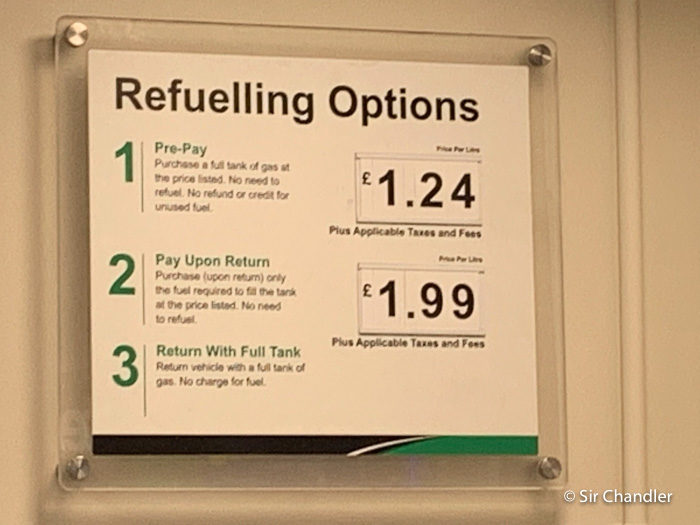 Refuelling Options
1
Pre-Pay
Purchase a full tank of gas at
the price listed. No need to
refuel. No refund or credit for
unused fuel.
Price Per Litre
£ 1.24
Plus Applicable Taxes and Fees
2
Pay Upon Return
Purchase (upon return) only
the fuel required to fill the tank
at the price listed. No need
to refuel.
Price Per Litre
£ 1.99
Plus Applicable Taxes and Fees
3
Return With Full Tank
Return vehicle with a full tank of
gas. No charge for fuel.
© Sir Chandler